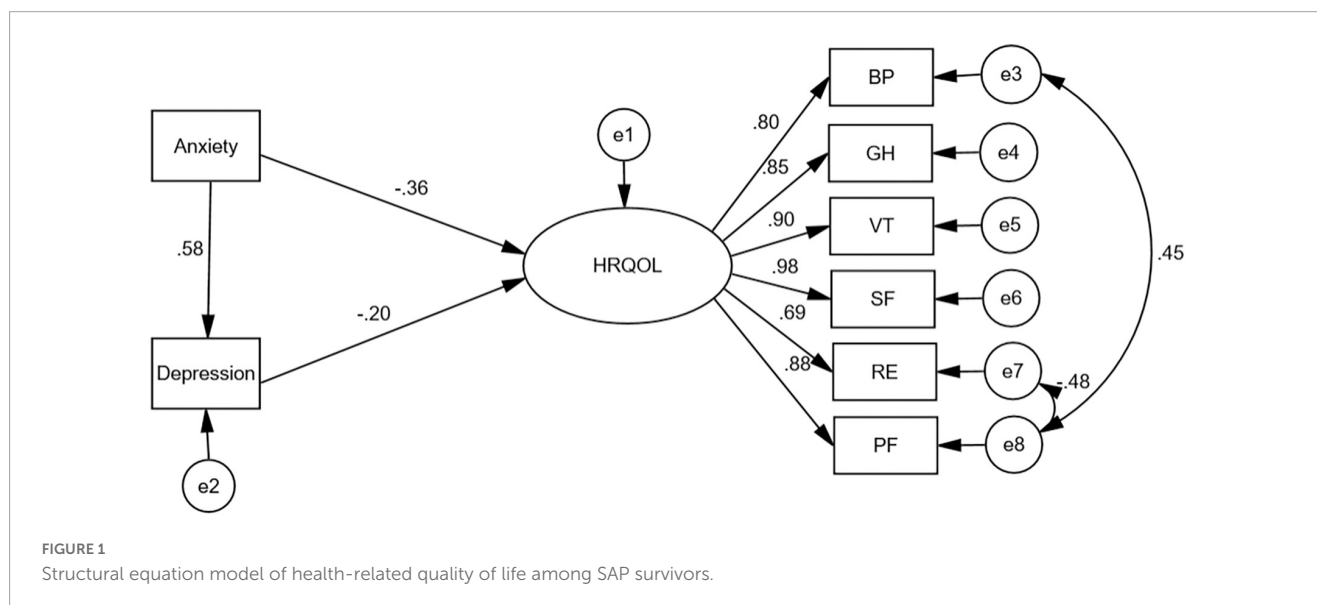 BP
e3
.80
e1
Anxiety
GH
e4
.85
-.36
.90
VT
e5
.58
HRQOL
.98
.45
SF
e6
-.20
.69
Depression
.88
RE
e7
-.48
PF
e8
e2
FIGURE 1
Structural equation model of health-related quality of life among SAP survivors.